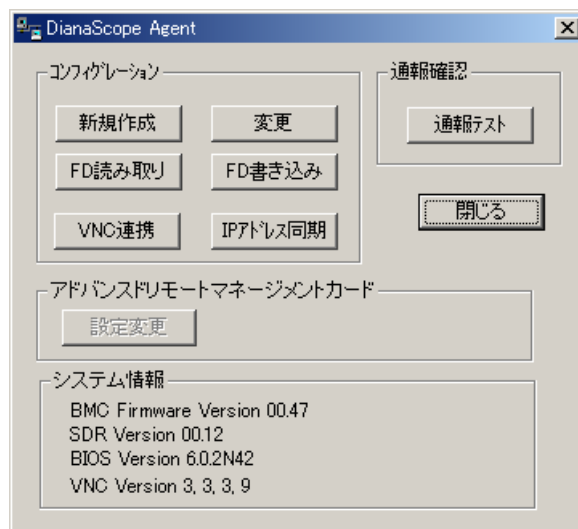 DianaScope Agent
ｺﾝﾌｨｸﾞﾚｰｼｮﾝ
通報確認
新規作成
変更
通報ﾃｽﾄ
FD読み取り
FD書き込み
閉じる
VNC連携
IPｱﾄﾞﾚｽ同期
アドバンスドリモートマネージメントカード
設定変更
システム情報
BMC Firmware Version 00.47
SDR Version 00.12
BIOS Version 6.0.2N42
VNC Version 3, 3, 3, 9